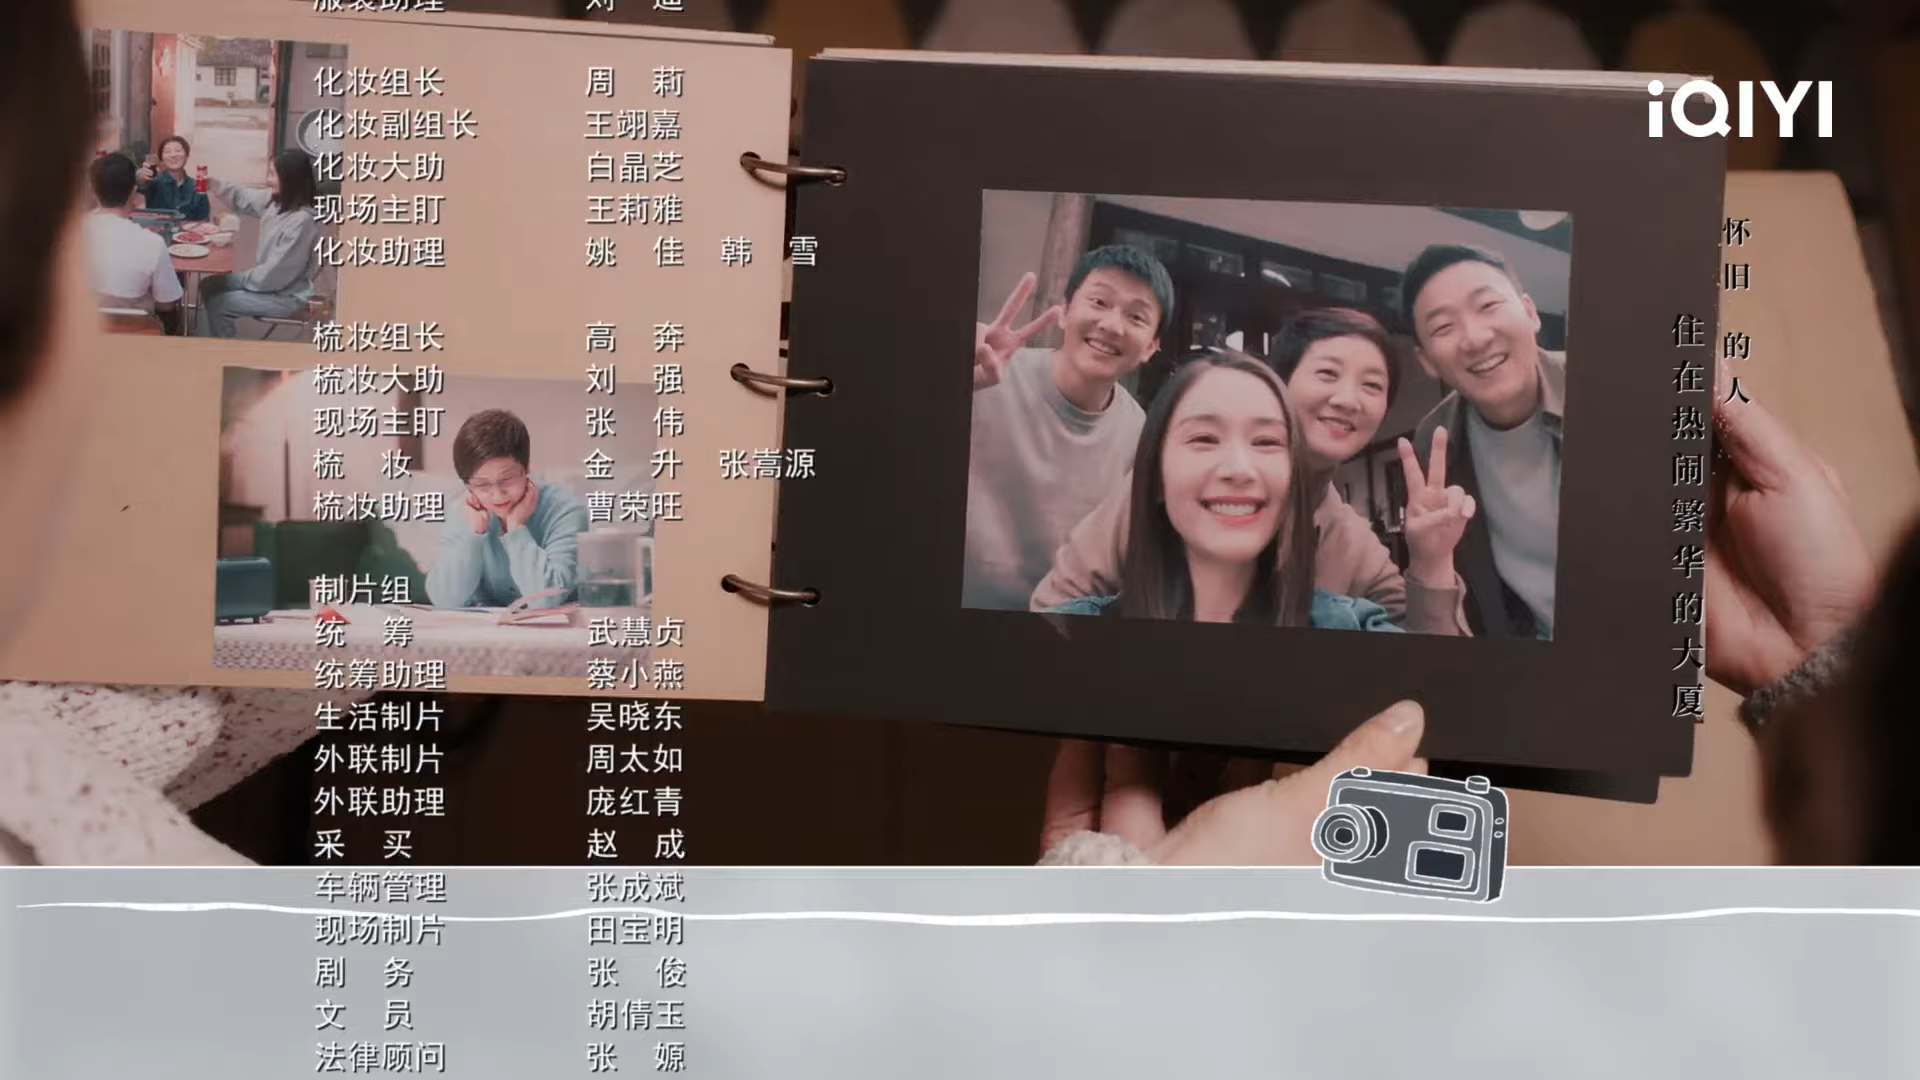 服装助理 刘 迪
化妆组长 周 莉
化妆副组长 王翊嘉
化妆大助 白晶芝
现场主盯 王莉雅
化妆助理 姚 佳 韩 雪
梳妆组长 高 奔
梳妆大助 刘 强
现场主盯 张 伟
梳 妆 金 升 张嵩源
梳妆助理 曹荣旺
制片组
统 筹 武慧贞
统筹助理 蔡小燕
生活制片 吴晓东
外联制片 周太如
外联助理 庞红青
采 买 赵 成
车辆管理 张成斌
现场制片 田宝明
剧 务 张 俊
文 员 胡倩玉
法律顾问 张 嫄
iQIYI
怀旧 的人
住在热闹繁华的大厦